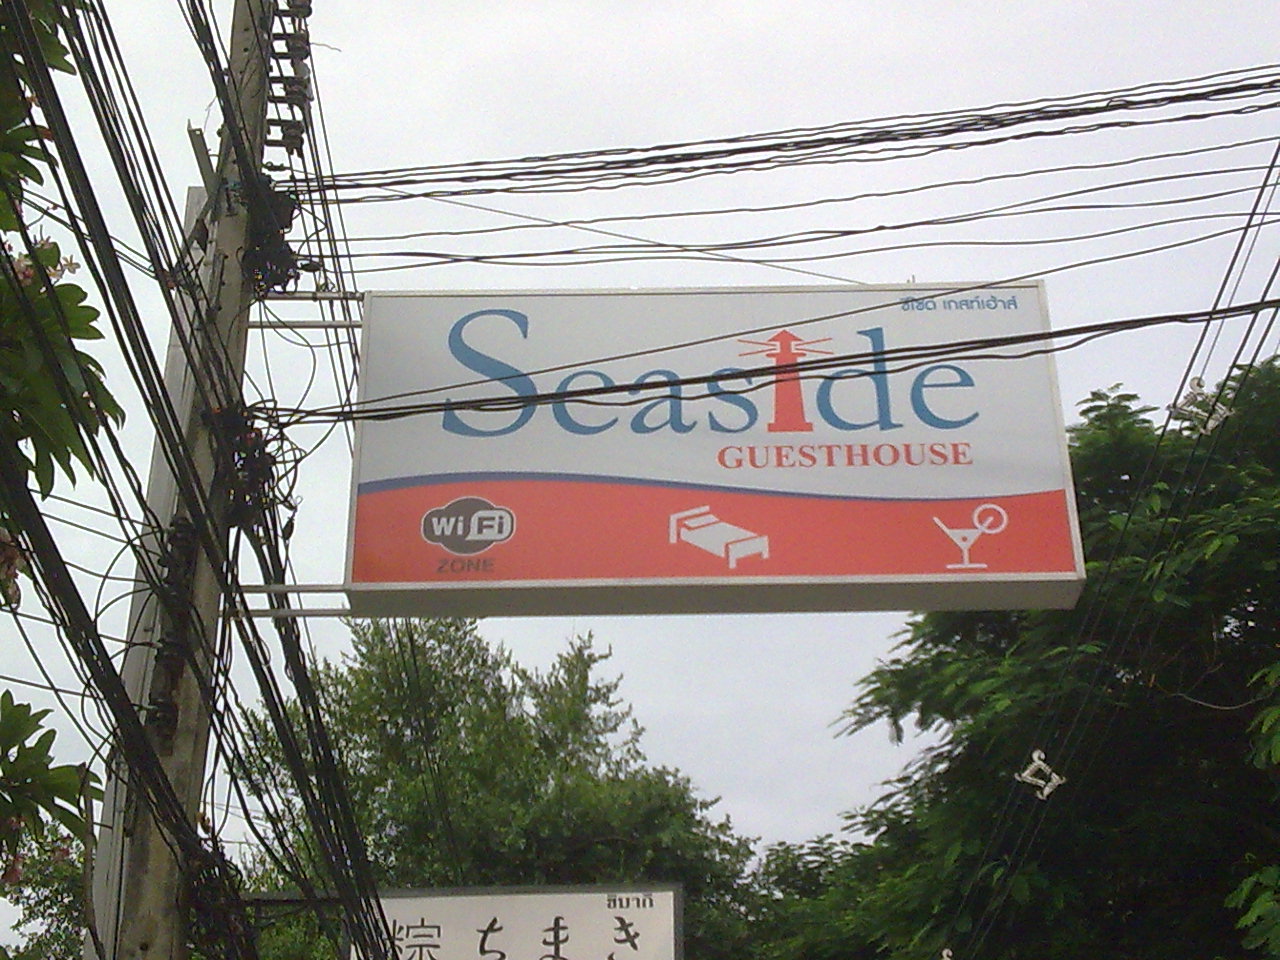 ซีไซด์ เกสท์เฮ้าส์
Seaside
GUESTHOUSE
WiFi
ZONE
ชิมากิ
粽 ちまき